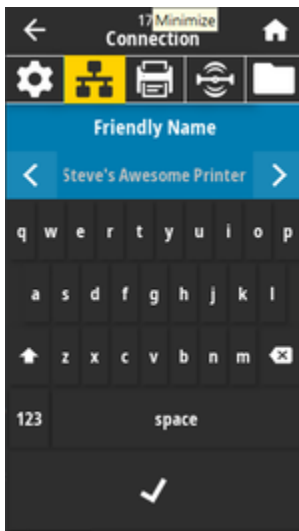 17 Minimize
Connection
Friendly Name
Steve's Awesome Printer
q w e r t y u i o p
a s d f g h j k l
z x c v b n m
123 space